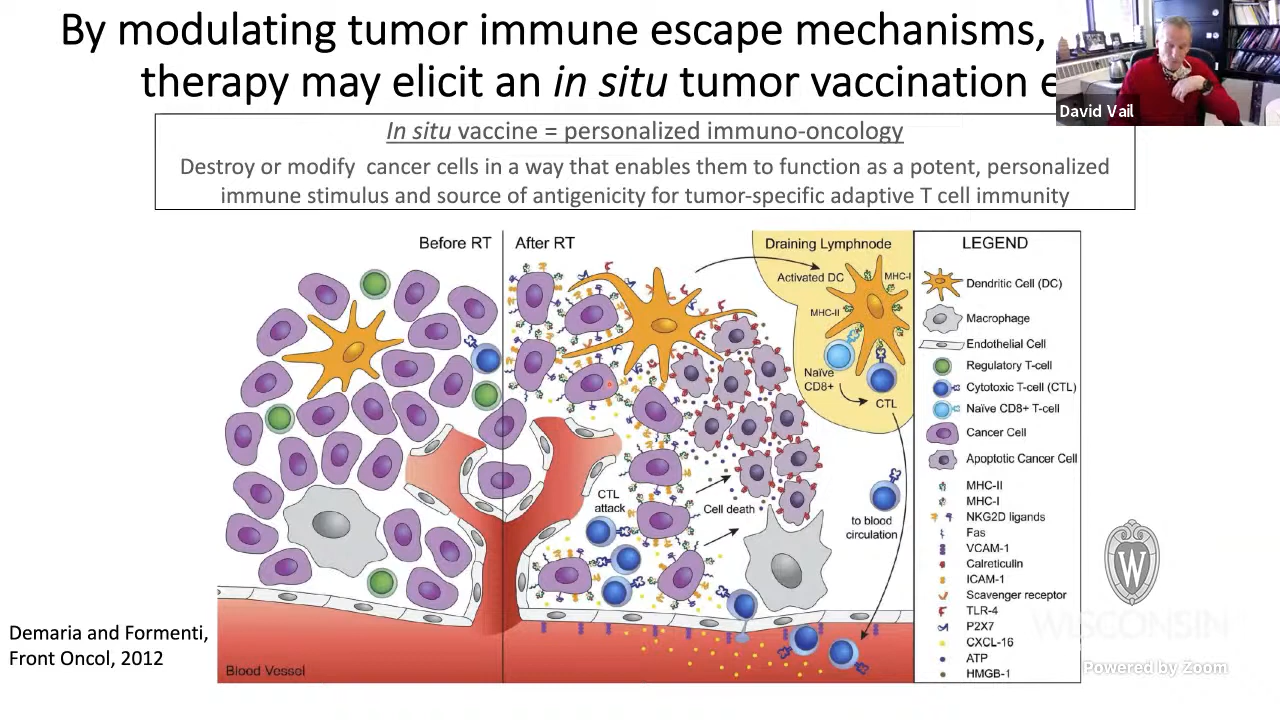 By modulating tumor immune escape mechanisms,
therapy may elicit an in situ tumor vaccination
David Vail
In situ vaccine = personalized immuno-oncology
Destroy or modify cancer cells in a way that enables them to function as a potent, personalized
immune stimulus and source of antigenicity for tumor-specific adaptive T cell immunity
Before RT
After RT
Draining Lymphnode
Activated DC
MHC-I
MHC-II
Naïve
CD8+
CTL
CTL
attack
Cell death
to blood
circulation
Blood Vessel
LEGEND
Dendritic Cell (DC)
Macrophage
Endothelial Cell
Regulatory T-cell
Cytotoxic T-cell (CTL)
Naïve CD8+ T-cell
Cancer Cell
Apoptotic Cancer Cell
MHC-II
MHC-I
NKG2D ligands
Fas
VCAM-1
Calreticulin
ICAM-1
Scavenger receptor
TLR-4
P2X7
CXCL-16
ATP
HMGB-1
Demaria and Formenti,
Front Oncol, 2012
W
WISCONSIN
Powered by Zoom